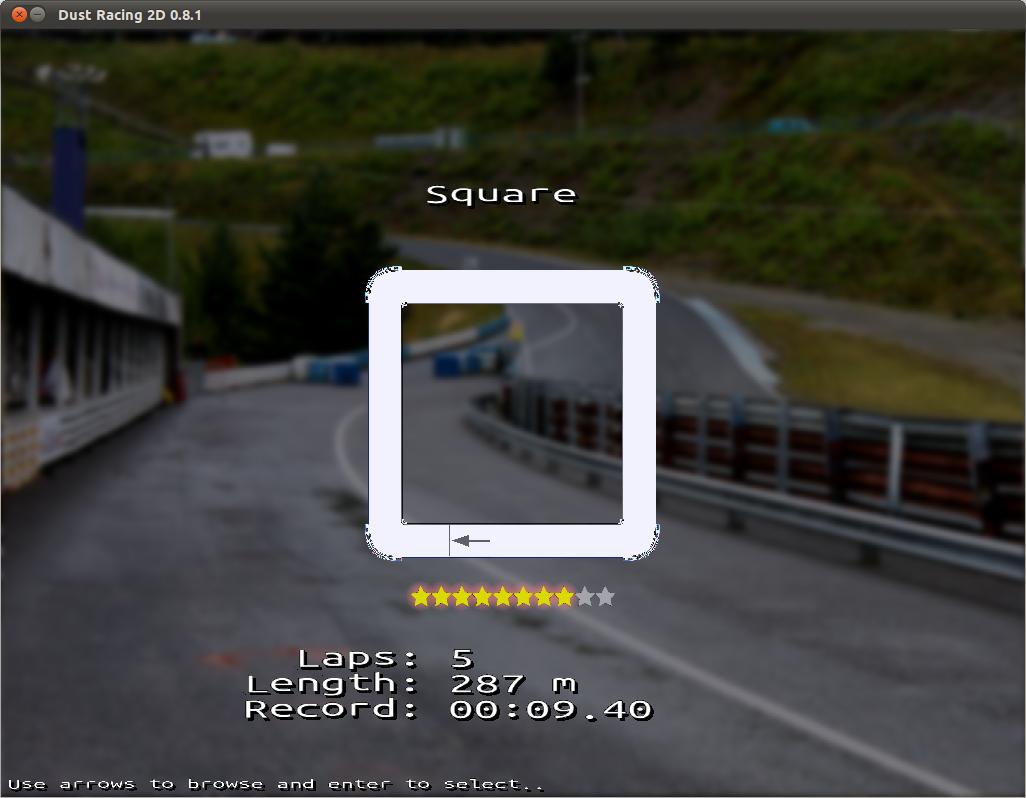 Dust Racing 2D 0.8.1
Square
Laps: 5
Length: 287 m
Record: 00:09.40
Use arrows to browse and enter to select..